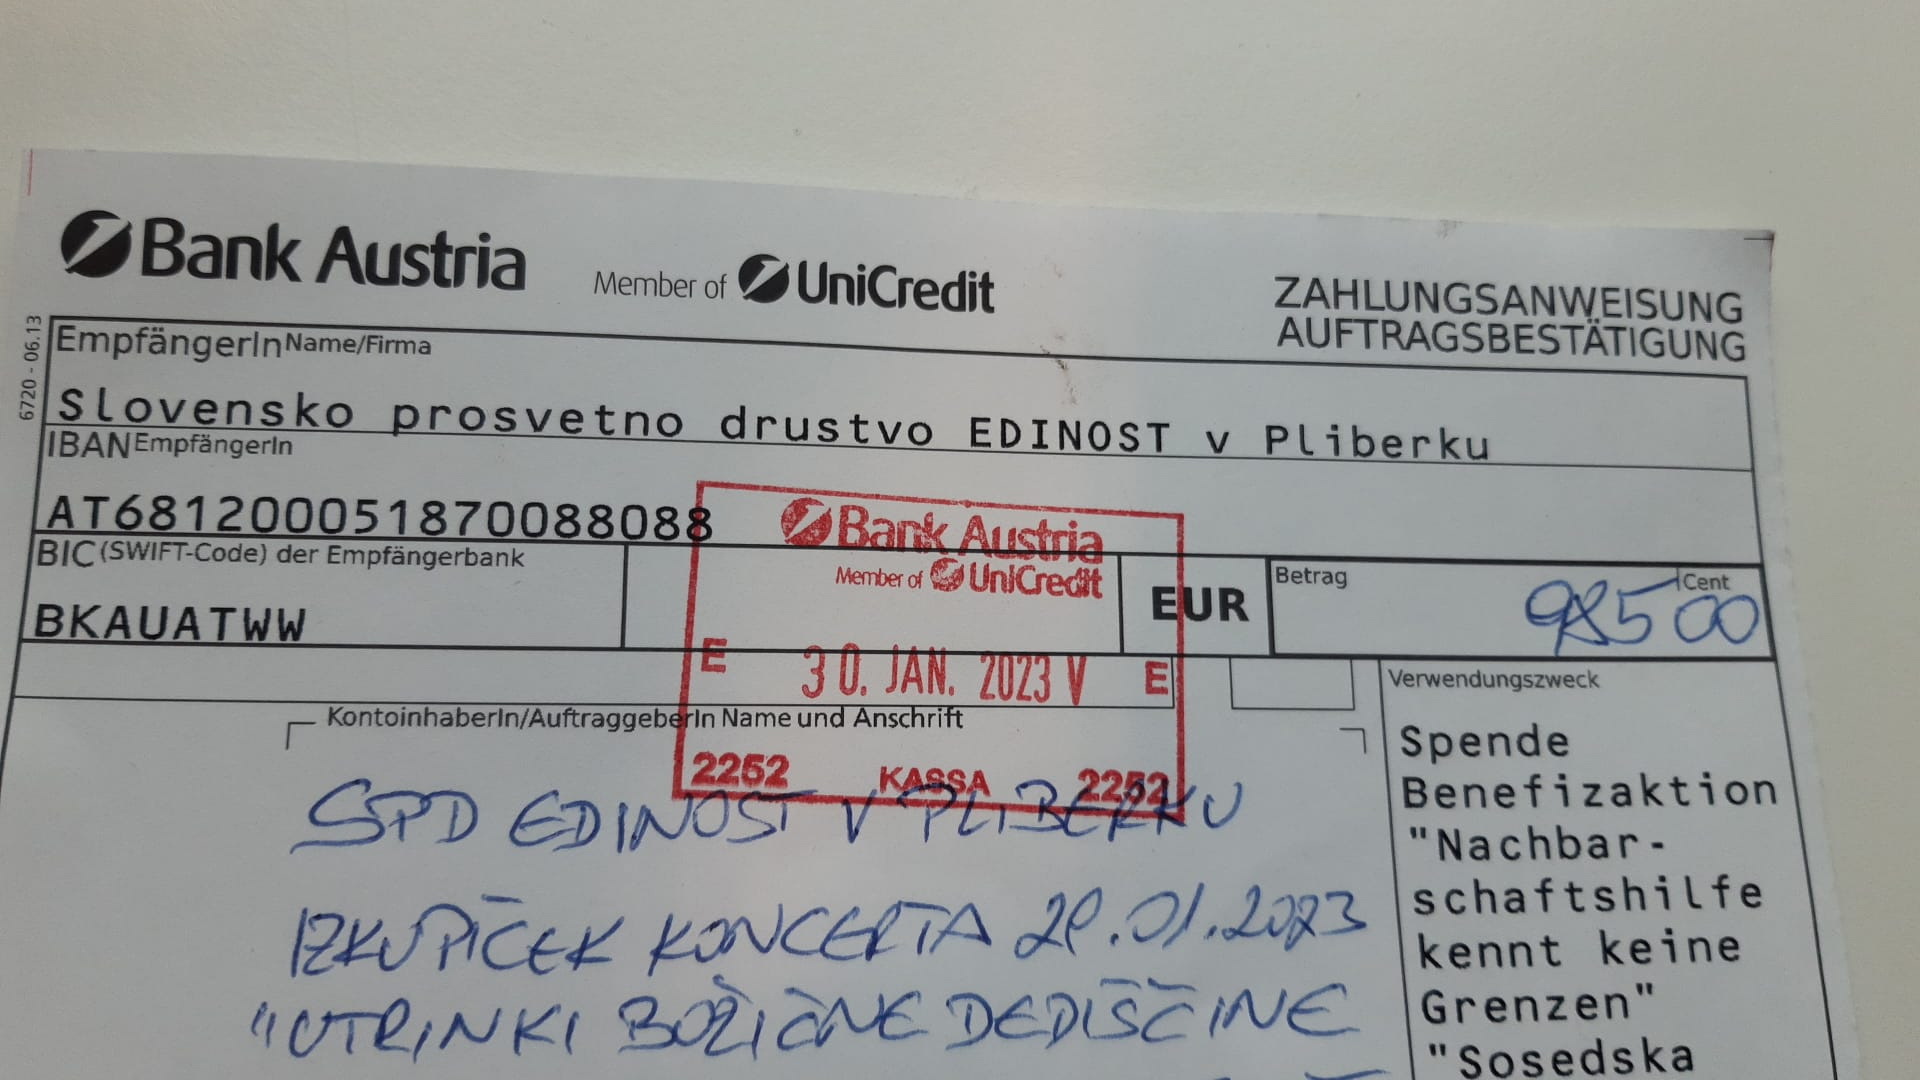 Bank Austria Member of UniCredit
ZAHLUNGSANWEISUNG
AUFTRAGSBESTÄTIGUNG
6720 - 06.13
EmpfängerIn Name/Firma
Slovensko prosvetno drustvo EDINOST v Pliberku
IBAN EmpfängerIn
AT681200051870088088
BIC (SWIFT-Code) der Empfängerbank
BKAUATWW
EUR
Betrag
Cent
985 00
Bank Austria
Member of UniCredit
E 30. JAN. 2023 V E
2252 KASSA 2252
KontoinhaberIn/AuftraggeberIn Name und Anschrift
SPD EDINOST V PLIBERKU
IZKUPIČEK KONCERTA 29.01.2023
"UTRINKI BOŽIČNE DEDIŠČINE
Verwendungszweck
Spende
Benefizaktion
"Nachbar-
schaftshilfe
kennt keine
Grenzen"
"Sosedska